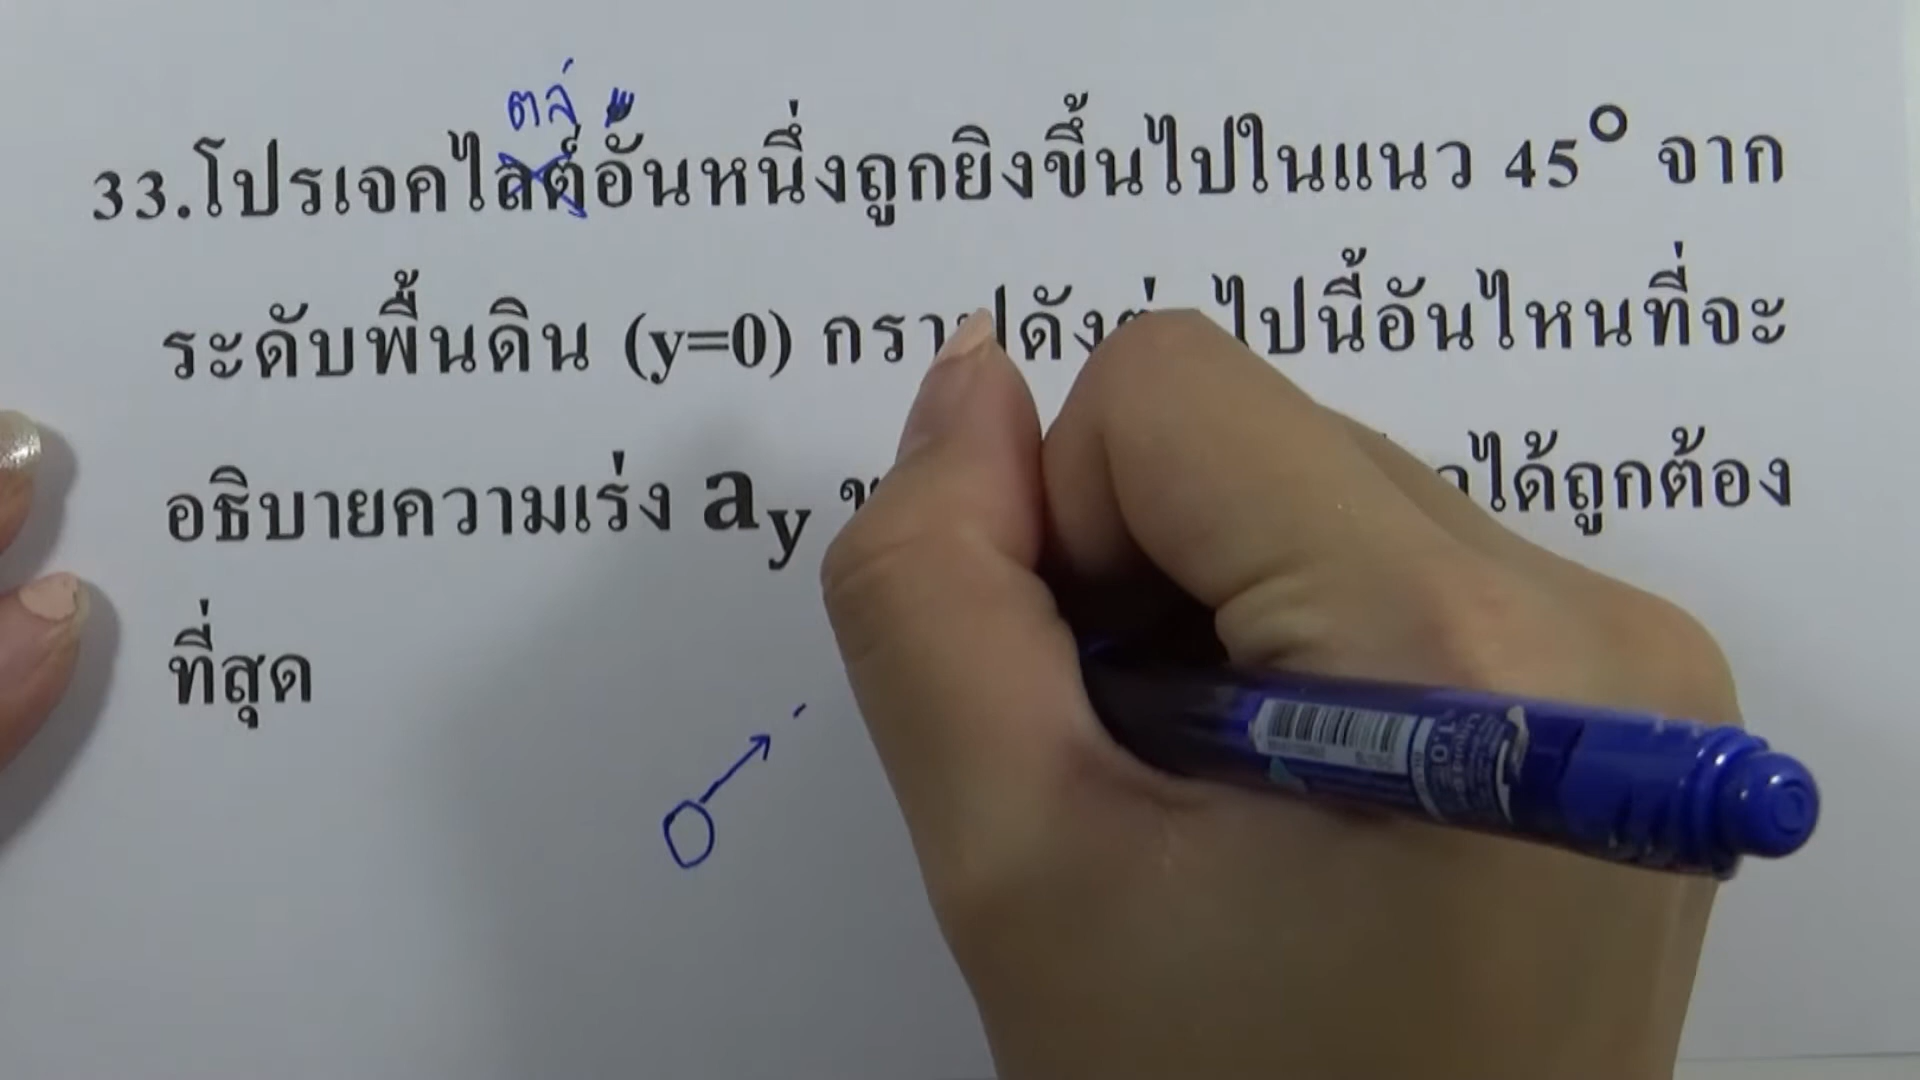 ตล์
33.โปรเจคไลต์อันหนึ่งถูกยิงขึ้นไปในแนว 45° จาก
ระดับพื้นดิน (y=0) กราปดังต่ ไปนี้อันไหนที่จะ
อธิบายความเร่ง ay ได้ถูกต้อง
ที่สุด